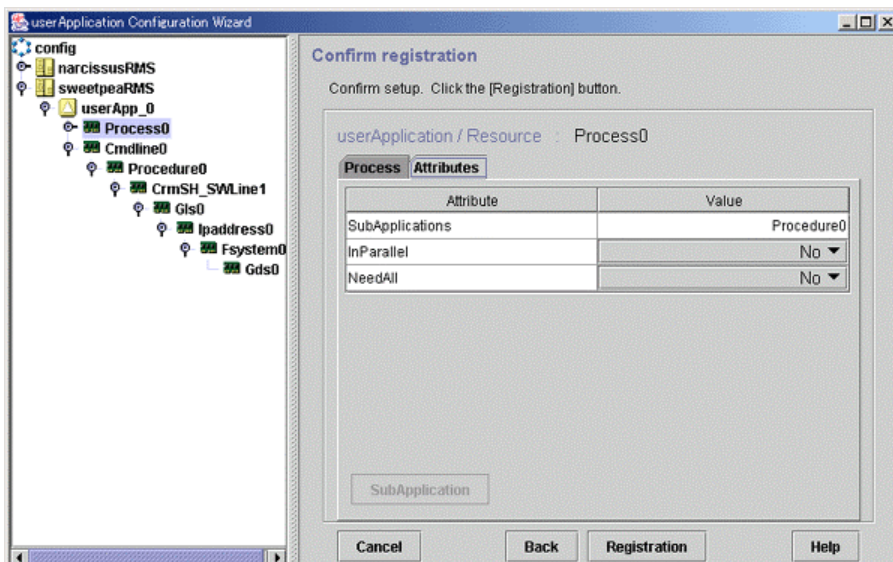 userApplication Configuration Wizard
config
narcissusRMS
sweetpeaRMS
userApp_0
Process0
Cmdline0
Procedure0
CrmSH_SWLine1
Gls0
Ipaddress0
Fsystem0
Gds0
Confirm registration
Confirm setup. Click the [Registration] button.
userApplication / Resource : Process0
Process Attributes
Attribute Value
SubApplications Procedure0
InParallel No
NeedAll No
SubApplication
Cancel Back Registration Help